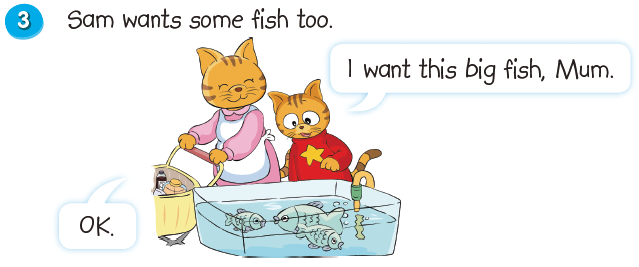 3 Sam wants some fish too.
I want this big fish, Mum.
OK.